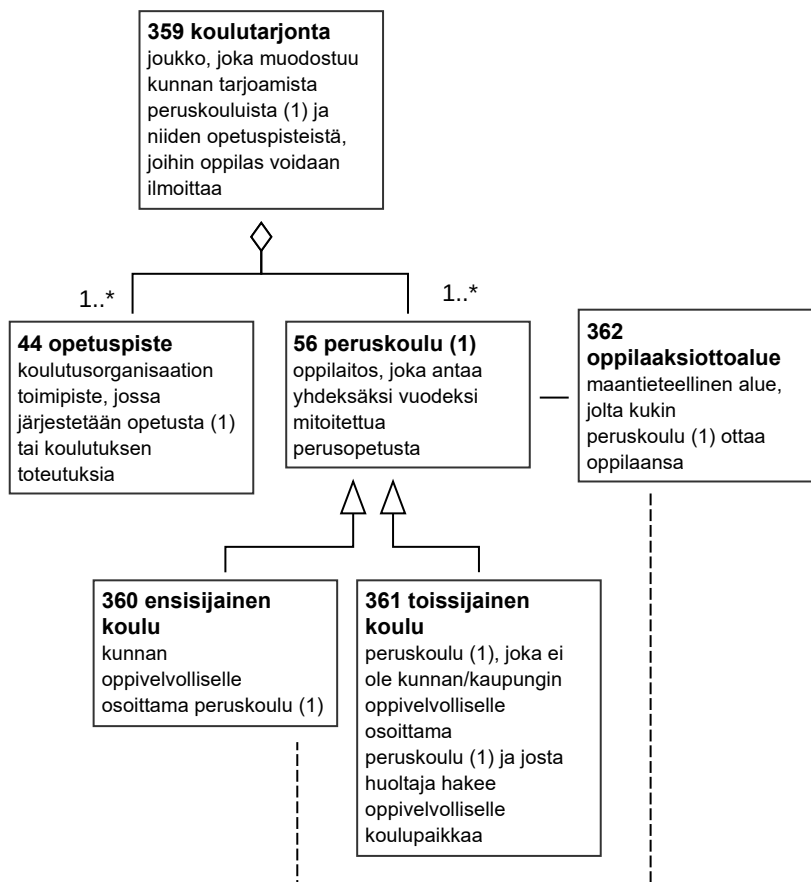 359 koulutarjonta
joukko, joka muodostuu
kunnan tarjoamista
peruskouluista (1) ja
niiden opetuspisteistä,
joihin oppilas voidaan
ilmoittaa
1..*
1..*
44 opetuspiste
koulutusorganisaation
toimipiste, jossa
järjestetään opetusta (1)
tai koulutuksen
toteutuksia
56 peruskoulu (1)
oppilaitos, joka antaa
yhdeksäksi vuodeksi
mitoitettua
perusopetusta
362
oppilaaksiottoalue
maantieteellinen alue,
jolta kukin
peruskoulu (1) ottaa
oppilaansa
360 ensisijainen
koulu
kunnan
oppivelvolliselle
osoittama peruskoulu (1)
361 toissijainen
koulu
peruskoulu (1), joka ei
ole kunnan/kaupungin
oppivelvolliselle
osoittama
peruskoulu (1) ja josta
huoltaja hakee
oppivelvolliselle
koulupaikkaa